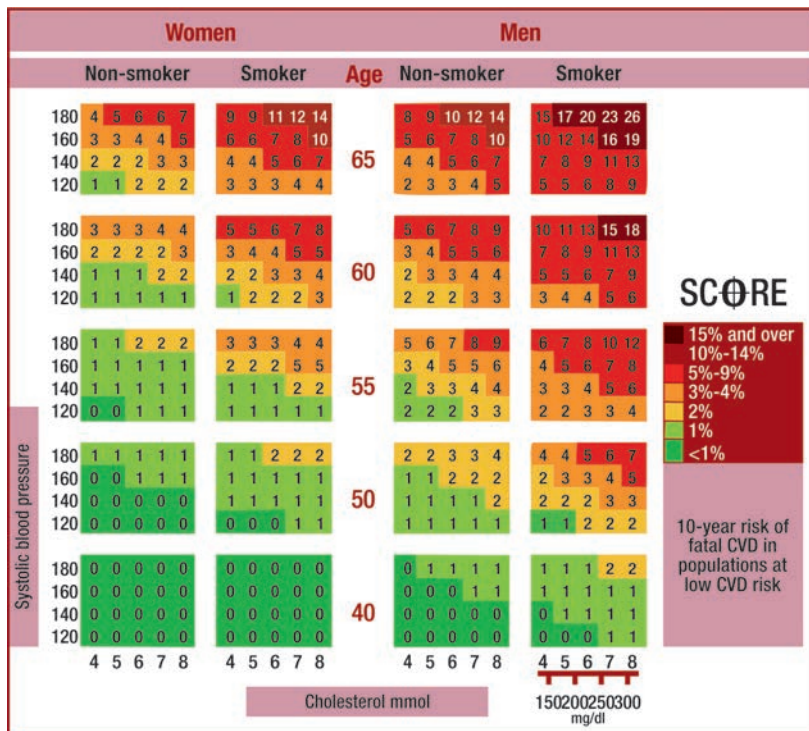 Women Men
Non-smoker Smoker Age Non-smoker Smoker
180 4 5 6 6 7 9 9 11 12 14 8 9 10 12 14 15 17 20 23 26
160 3 3 4 4 5 6 6 7 8 10 5 6 7 8 10 10 12 14 16 19
65
140 2 2 2 3 3 4 4 5 6 7 4 4 5 6 7 7 8 9 11 13
120 1 1 2 2 2 3 3 3 4 4 2 3 3 4 5 5 5 6 8 9
180 3 3 3 4 4 5 5 6 7 8 5 6 7 8 9 10 11 13 15 18
160 2 2 2 2 3 3 4 4 5 5 3 4 5 5 6 7 8 9 11 13
60
140 1 1 1 2 2 2 2 3 3 4 2 3 3 4 4 5 5 6 7 9
120 1 1 1 1 1 1 2 2 2 3 2 2 2 3 3 3 4 4 5 6
180 1 1 2 2 2 3 3 3 4 4 5 6 7 8 9 6 7 8 10 12
160 1 1 1 1 1 2 2 2 5 5 3 4 5 5 6 4 5 6 7 8
55
140 1 1 1 1 1 1 1 1 2 2 2 3 3 4 4 3 3 4 5 6
120 0 0 1 1 1 1 1 1 1 1 2 2 2 3 3 2 2 3 3 4
180 1 1 1 1 1 1 1 2 2 2 2 2 3 3 4 4 4 5 6 7
160 0 0 1 1 1 1 1 1 1 1 1 1 2 2 2 2 3 3 4 5
50
140 0 0 0 0 0 1 1 1 1 1 1 1 1 1 2 2 2 2 3 3
120 0 0 0 0 0 0 0 0 1 1 1 1 1 1 1 1 1 2 2 2
180 0 0 0 0 0 0 0 0 0 0 0 1 1 1 1 1 1 1 2 2
160 0 0 0 0 0 0 0 0 0 0 0 0 0 1 1 1 1 1 1 1
40
140 0 0 0 0 0 0 0 0 0 0 0 0 0 0 0 0 1 1 1 1
120 0 0 0 0 0 0 0 0 0 0 0 0 0 0 0 0 0 0 1 1
4 5 6 7 8 4 5 6 7 8 4 5 6 7 8 4 5 6 7 8
Systolic blood pressure
Cholesterol mmol
150 200 250 300
mg/dl
SCORE
15% and over
10%-14%
5%-9%
3%-4%
2%
1%
<1%
10-year risk of
fatal CVD in
populations at
low CVD risk